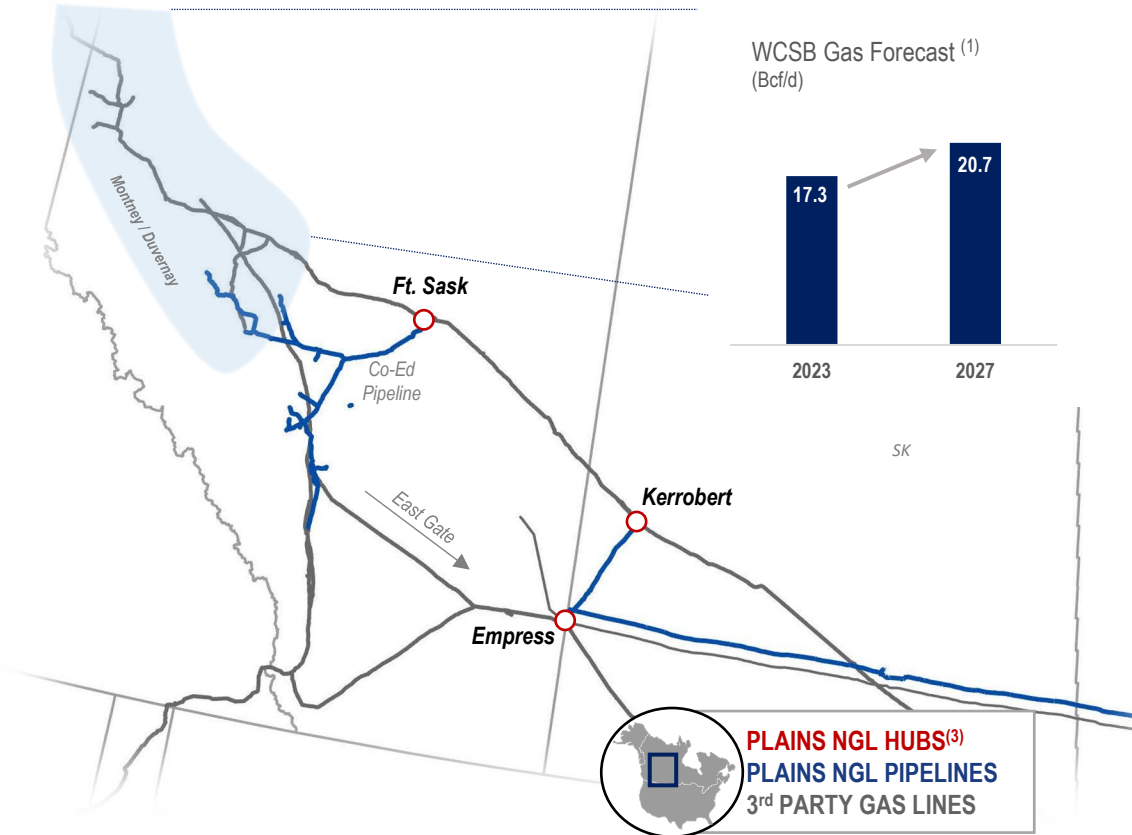 WCSB Gas Forecast (1)
(Bcf/d)
17.3
20.7
2023
2027
Montney / Duvernay
Ft. Sask
Co-Ed
Pipeline
SK
Kerrobert
East Gate
Empress
PLAINS NGL HUBS(3)
PLAINS NGL PIPELINES
3rd PARTY GAS LINES